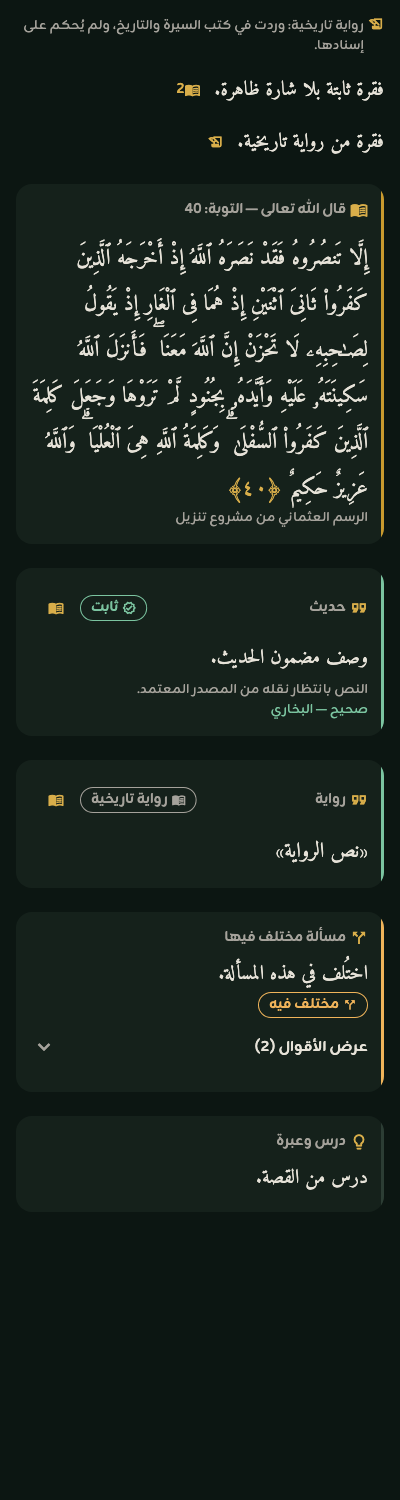 رواية تاريخية: وردت في كتب السيرة والتاريخ، ولم يُحكم على
إسنادها.
فقرة ثابتة بلا شارة ظاهرة. 2
فقرة من رواية تاريخية.
قال الله تعالى — التوبة: 40
إِلَّا تَنصُرُوهُ فَقَدْ نَصَرَهُ ٱللَّهُ إِذْ أَخْرَجَهُ ٱلَّذِينَ
كَفَرُوا۟ ثَانِىَ ٱثْنَيْنِ إِذْ هُمَا فِى ٱلْغَارِ إِذْ يَقُولُ
لِصَـٰحِبِهِۦ لَا تَحْزَنْ إِنَّ ٱللَّهَ مَعَنَا ۖ فَأَنزَلَ ٱللَّهُ
سَكِينَتَهُۥ عَلَيْهِ وَأَيَّدَهُۥ بِجُنُودٍ لَّمْ تَرَوْهَا وَجَعَلَ كَلِمَةَ
ٱلَّذِينَ كَفَرُوا۟ ٱلسُّفْلَىٰ ۗ وَكَلِمَةُ ٱللَّهِ هِىَ ٱلْعُلْيَا ۗ وَٱللَّهُ
عَزِيزٌ حَكِيمٌ ﴿٤٠﴾
الرسم العثماني من مشروع تنزيل
حديث
ثابت
وصف مضمون الحديث.
النص بانتظار نقله من المصدر المعتمد.
صحيح — البخاري
رواية
رواية تاريخية
«نص الرواية»
مسألة مختلف فيها
اختُلف في هذه المسألة.
مختلف فيه
عرض الأقوال (2)
درس وعبرة
درس من القصة.